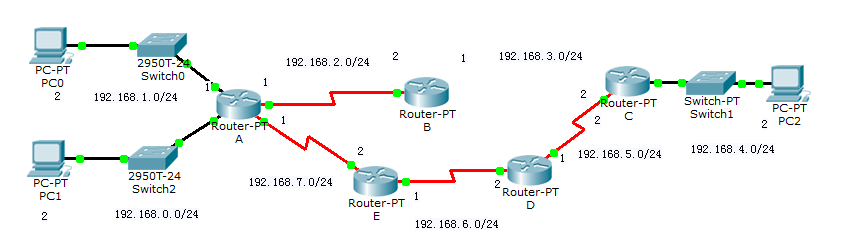 PC-PT
PC0
2
2950T-24
Switch0
192.168.1.0/24
1
1
Router-PT
A
1
192.168.2.0/24
2
1
Router-PT
B
192.168.3.0/24
2
Router-PT
C
2
Switch-PT
Switch1
PC-PT
PC2
2
192.168.4.0/24
PC-PT
PC1
2
2950T-24
Switch2
192.168.0.0/24
192.168.7.0/24
2
Router-PT
E
1
192.168.6.0/24
2
Router-PT
D
1
192.168.5.0/24